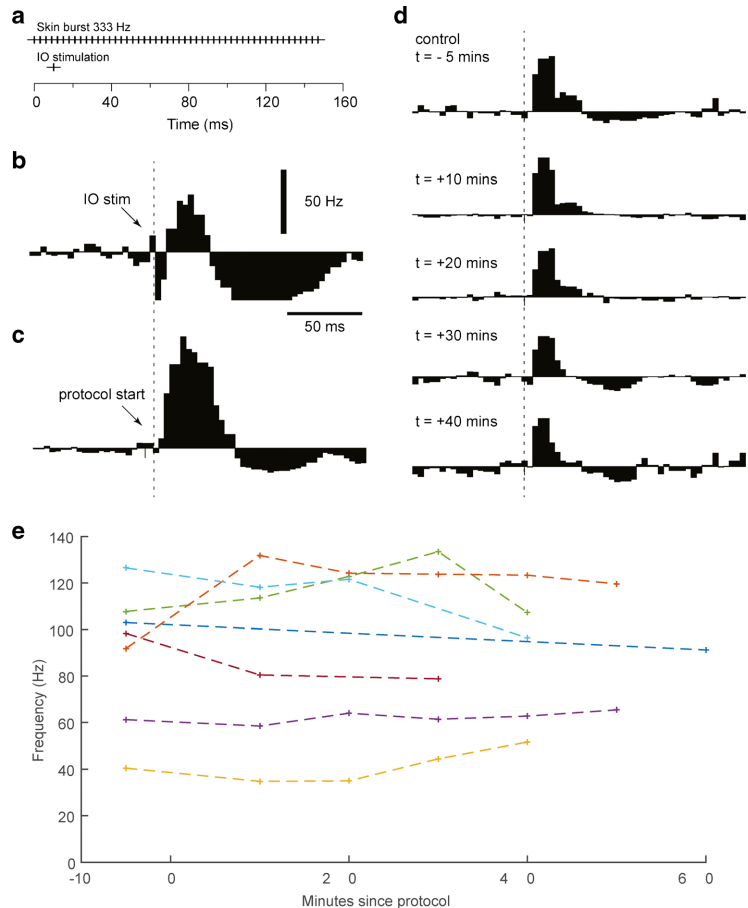 a
Skin burst 333 Hz
IO stimulation
0 40 80 120 160
Time (ms)
b
IO stim
50 Hz
50 ms
c
protocol start
d
control
t = - 5 mins
t = +10 mins
t = +20 mins
t = +30 mins
t = +40 mins
e
140
120
100
80
60
40
20
0
Frequency (Hz)
-10 0 2 0 4 0 6 0
Minutes since protocol